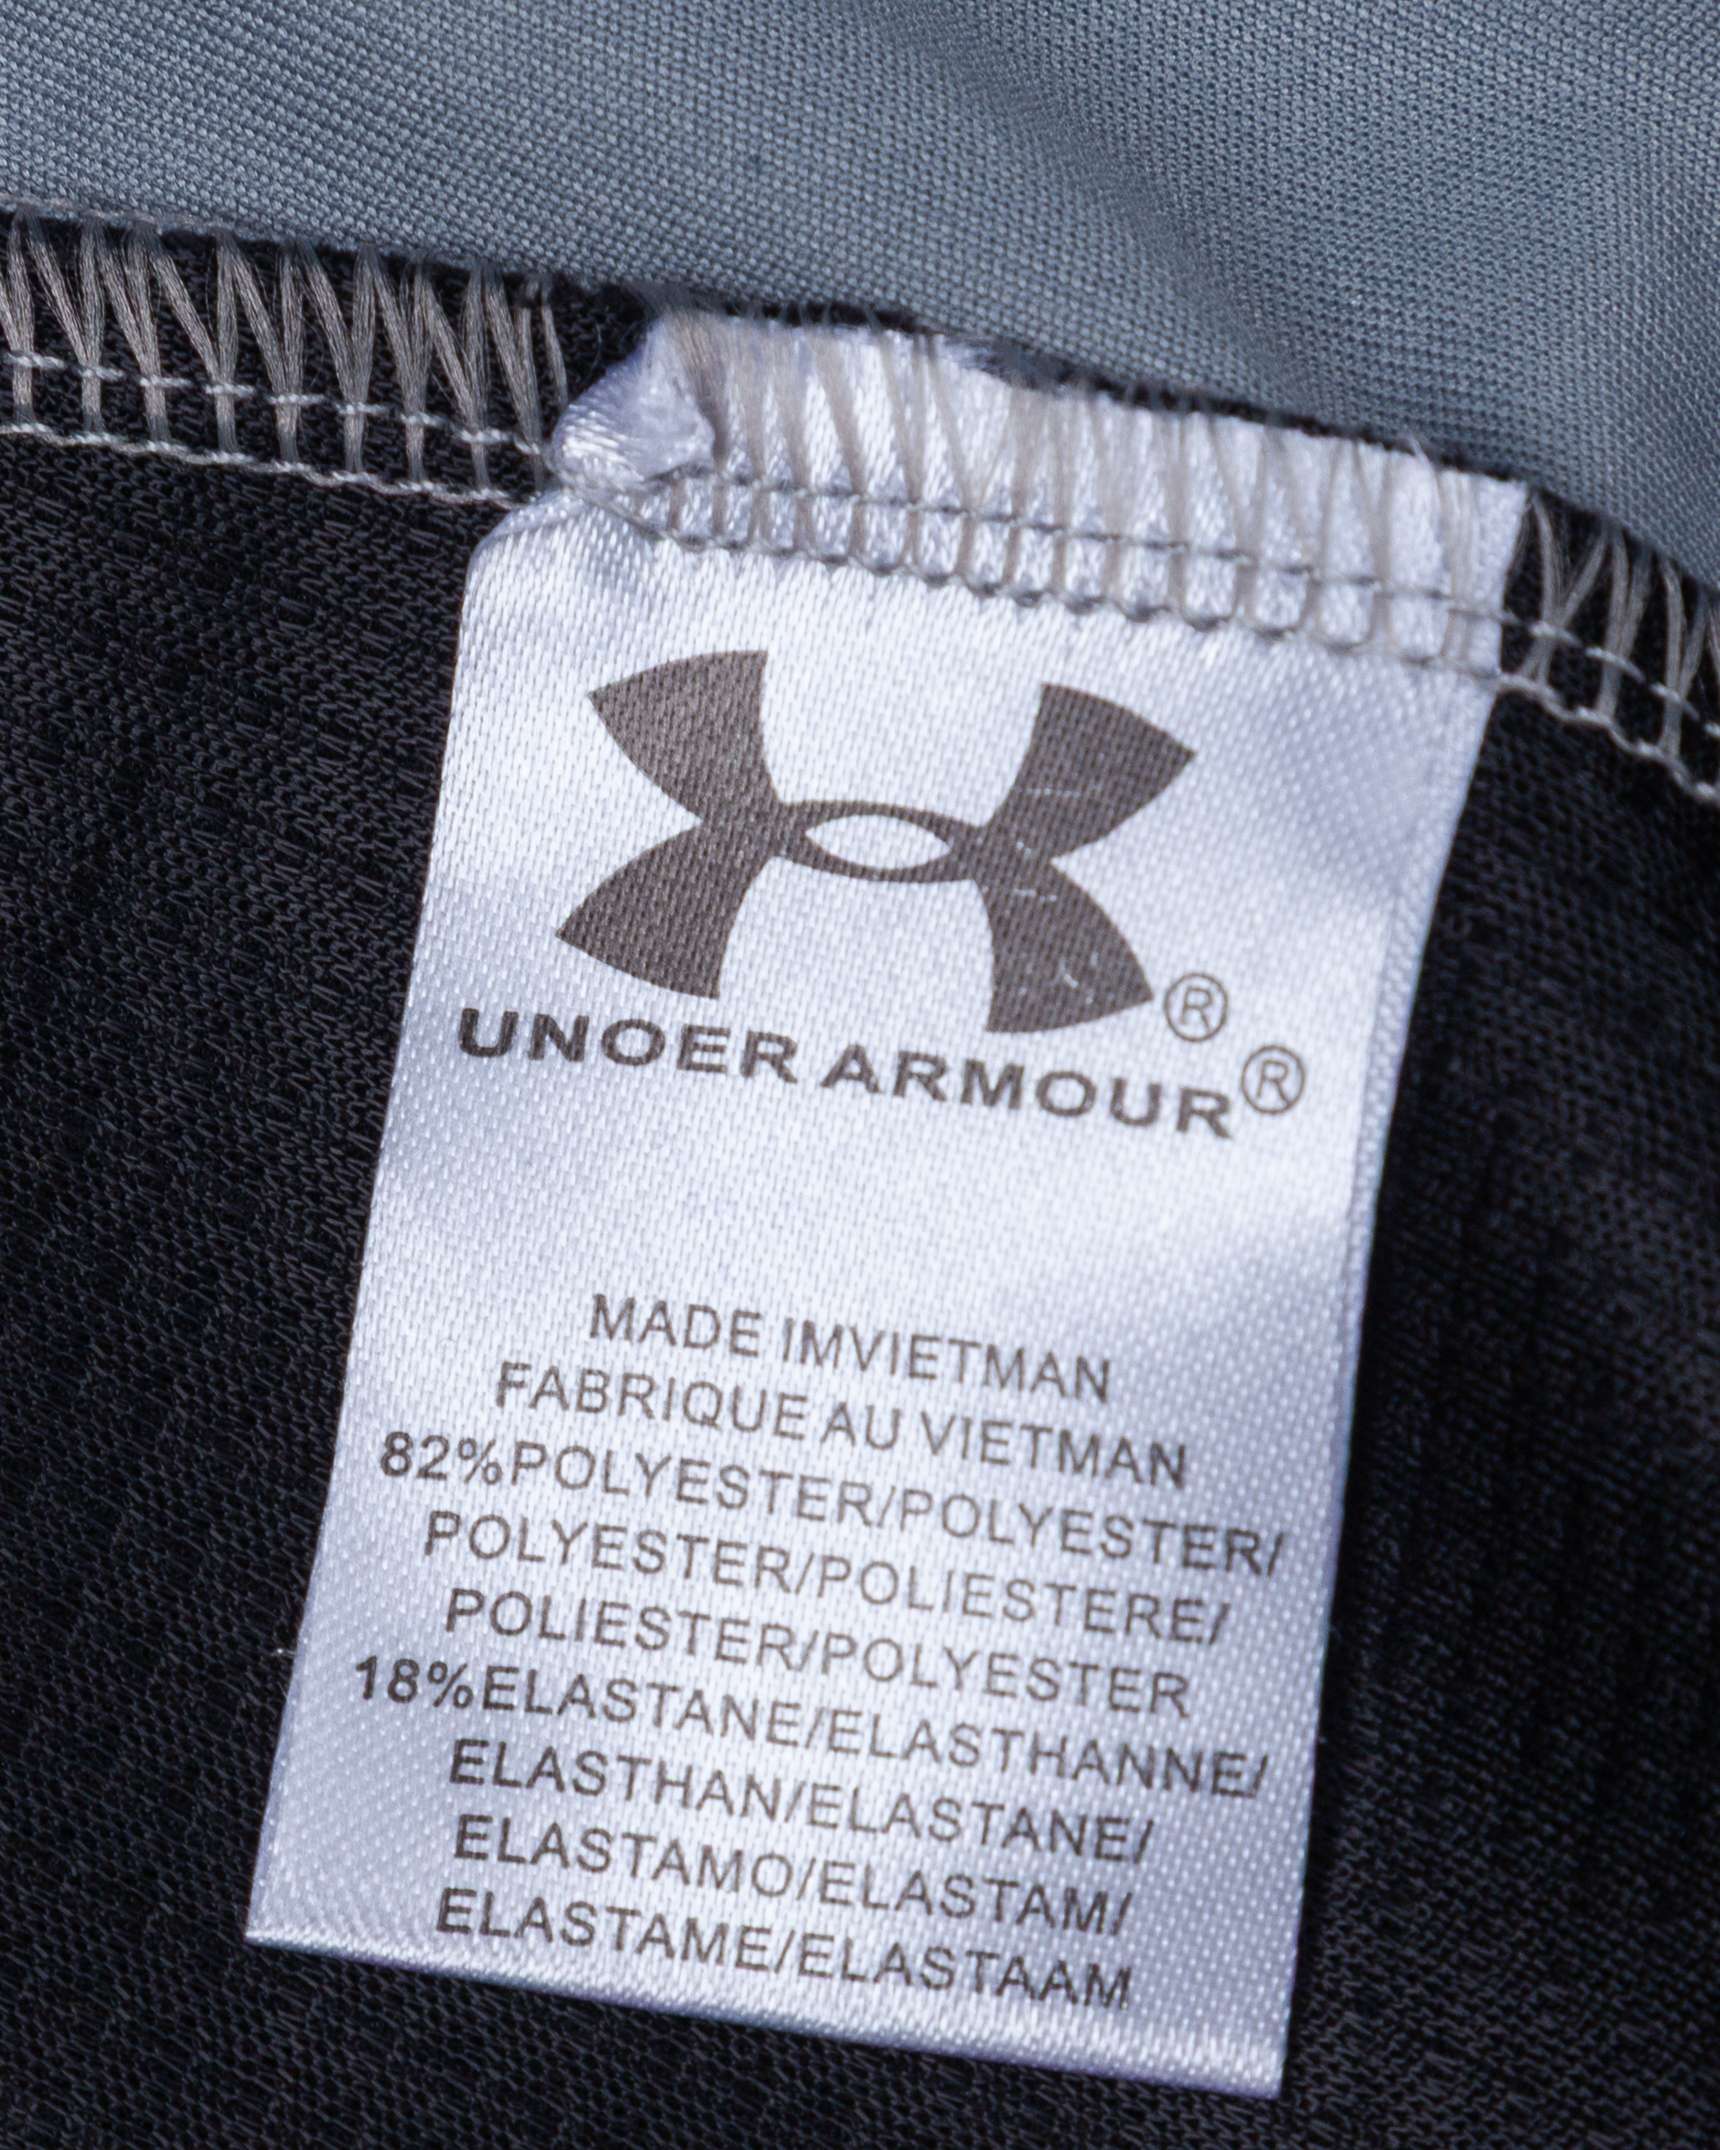 ®
UNOER ARMOUR®
MADE IMVIETMAN
FABRIQUE AU VIETMAN
82%POLYESTER/POLYESTER/
POLYESTER/POLIESTERE/
POLIESTER/POLYESTER
18%ELASTANE/ELASTHANNE/
ELASTHAN/ELASTANE/
ELASTAMO/ELASTAM/
ELASTAME/ELASTAAM